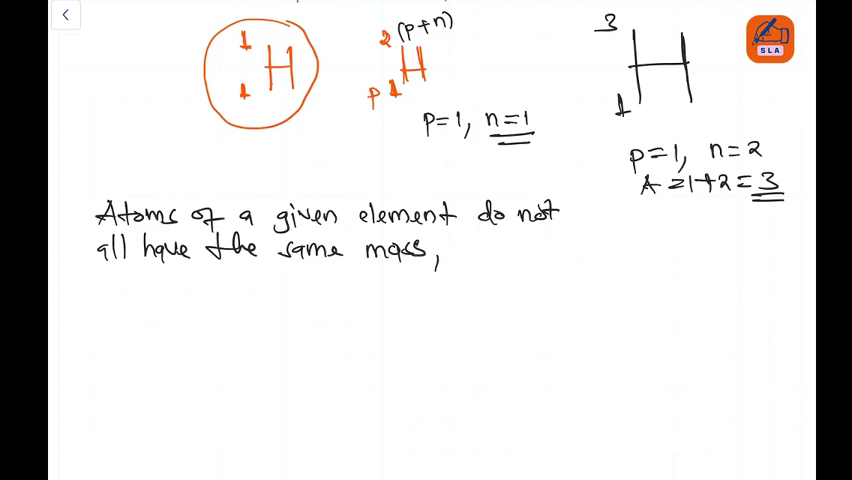 1
1 H
2 (p+n)
H
p 1
3
H
1
SLA
p=1, n=1
p=1, n=2
A=1+2=3
Atoms of a given element do not
all have the same mass,